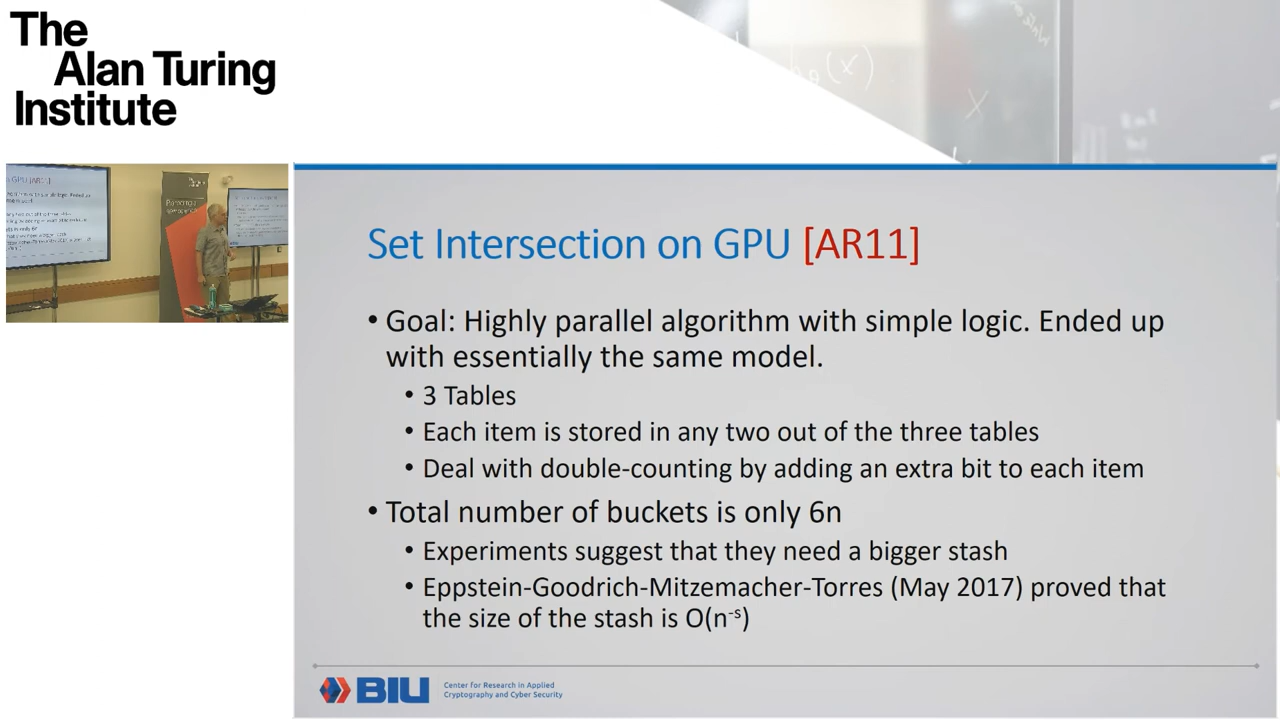 The
Alan Turing
Institute
Set Intersection on GPU [AR11]
• Goal: Highly parallel algorithm with simple logic. Ended up
with essentially the same model.
• 3 Tables
• Each item is stored in any two out of the three tables
• Deal with double-counting by adding an extra bit to each item
• Total number of buckets is only 6n
• Experiments suggest that they need a bigger stash
• Eppstein-Goodrich-Mitzemacher-Torres (May 2017) proved that
the size of the stash is O(n⁻ˢ)
BIU
Center for Research in Applied
Cryptography and Cyber Security